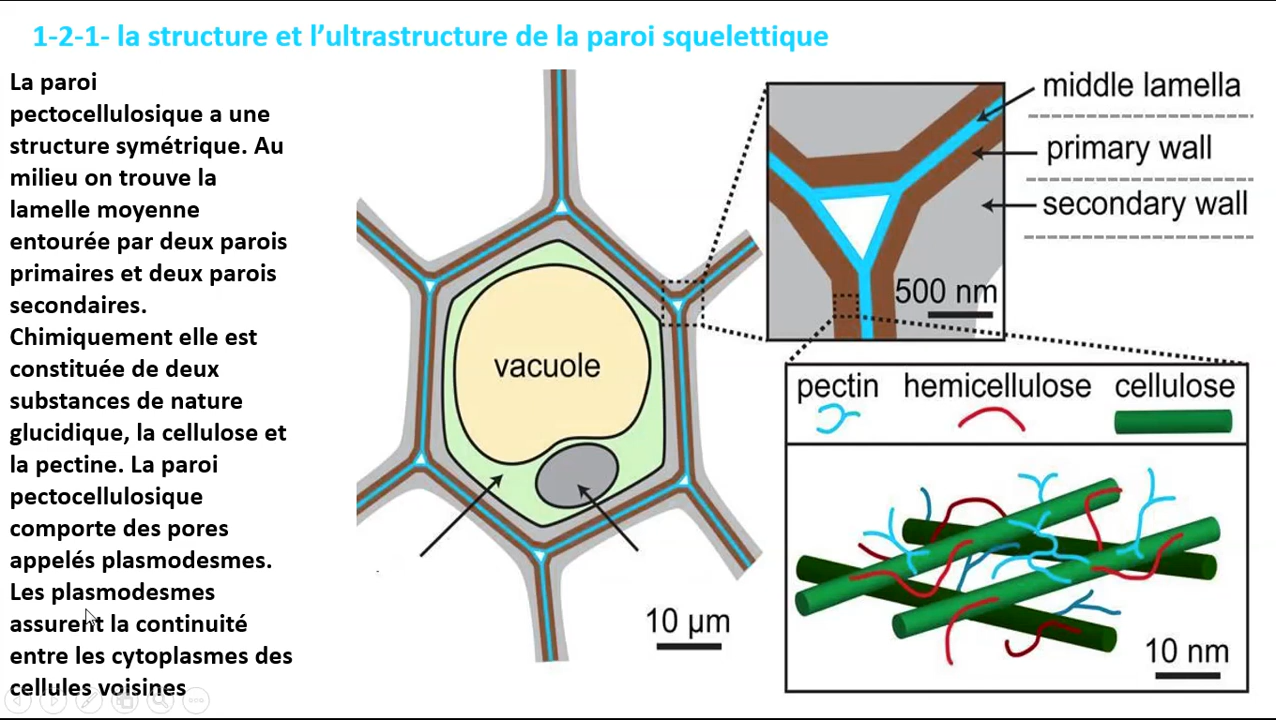 1-2-1- la structure et l’ultrastructure de la paroi squelettique
La paroi
pectocellulosique a une
structure symétrique. Au
milieu on trouve la
lamelle moyenne
entourée par deux parois
primaires et deux parois
secondaires.
Chimiquement elle est
constituée de deux
substances de nature
glucidique, la cellulose et
la pectine. La paroi
pectocellulosique
comporte des pores
appelés plasmodesmes.
Les plasmodesmes
assurent la continuité
entre les cytoplasmes des
cellules voisines
vacuole
10 µm
middle lamella
primary wall
secondary wall
500 nm
pectin hemicellulose cellulose
10 nm